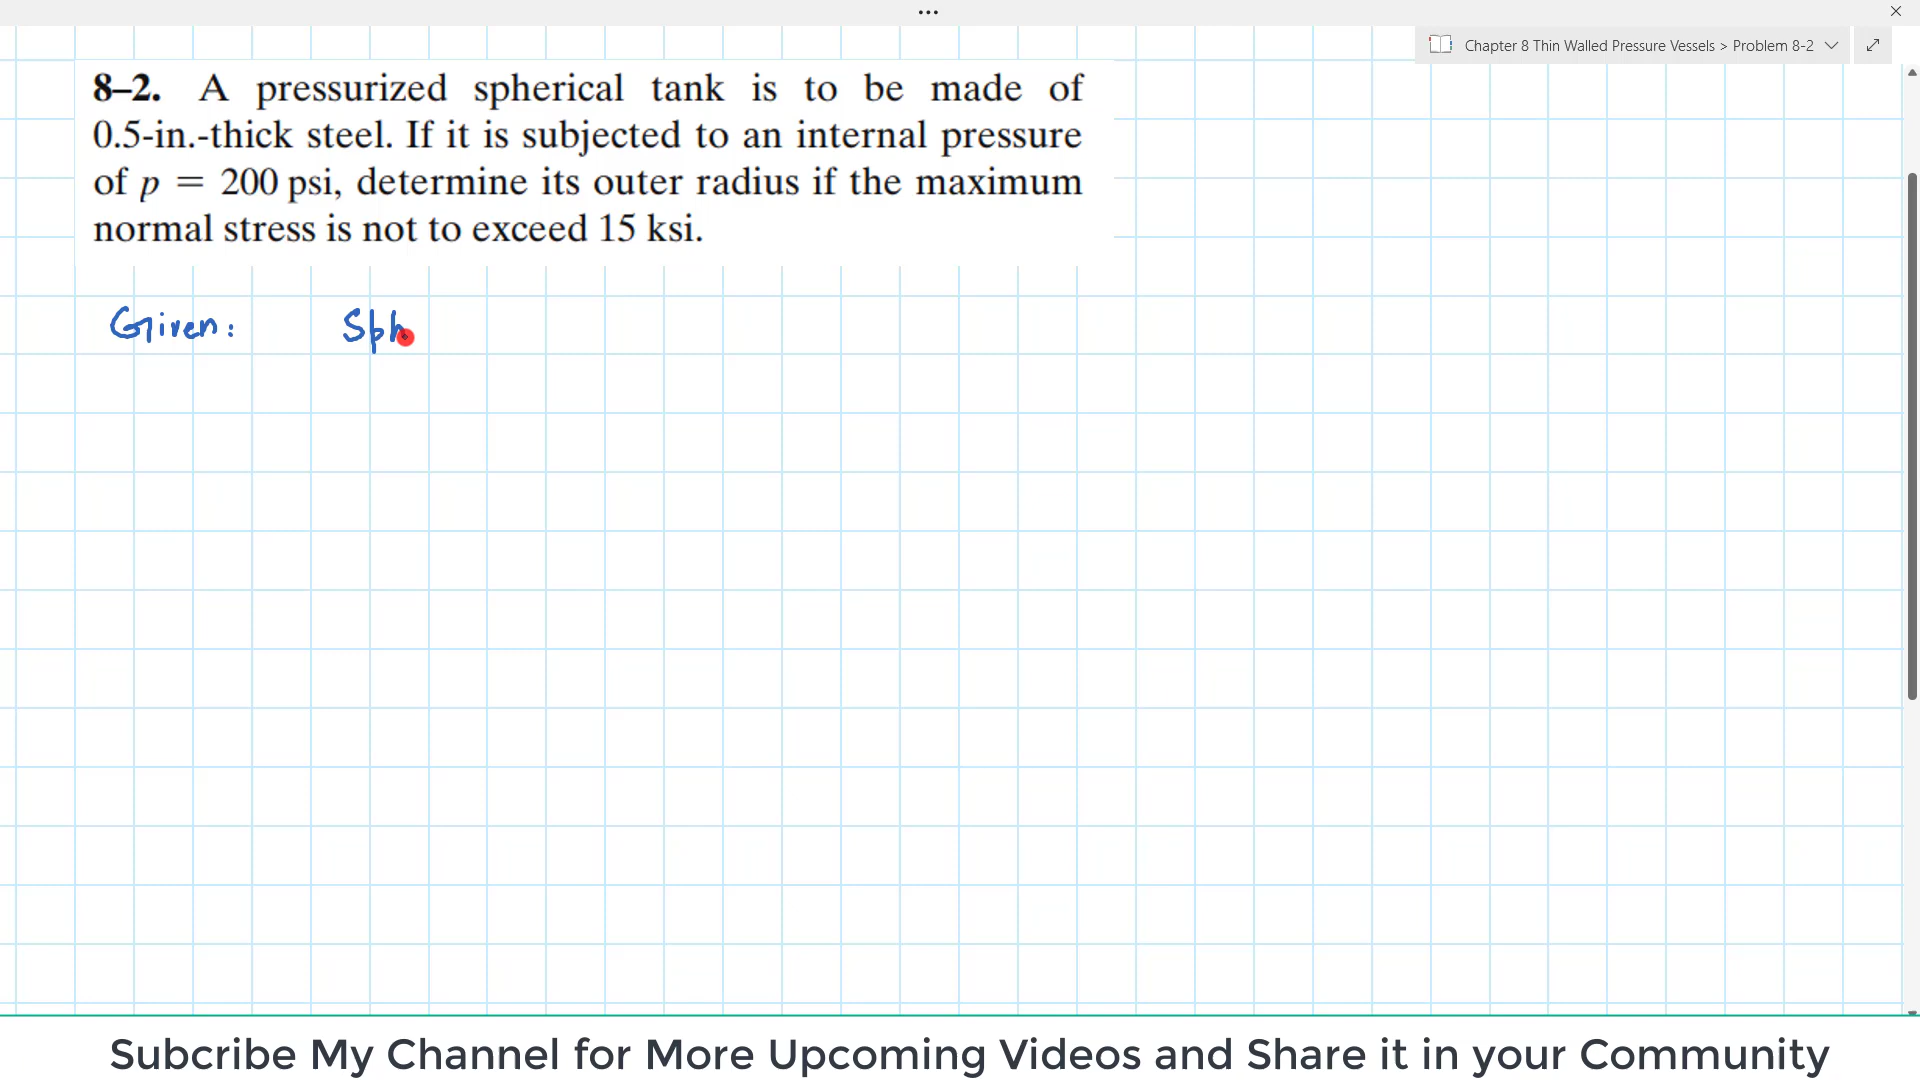 Chapter 8 Thin Walled Pressure Vessels > Problem 8-2
8–2. A pressurized spherical tank is to be made of
0.5-in.-thick steel. If it is subjected to an internal pressure
of p = 200 psi, determine its outer radius if the maximum
normal stress is not to exceed 15 ksi.
Given: Sph
Subcribe My Channel for More Upcoming Videos and Share it in your Community